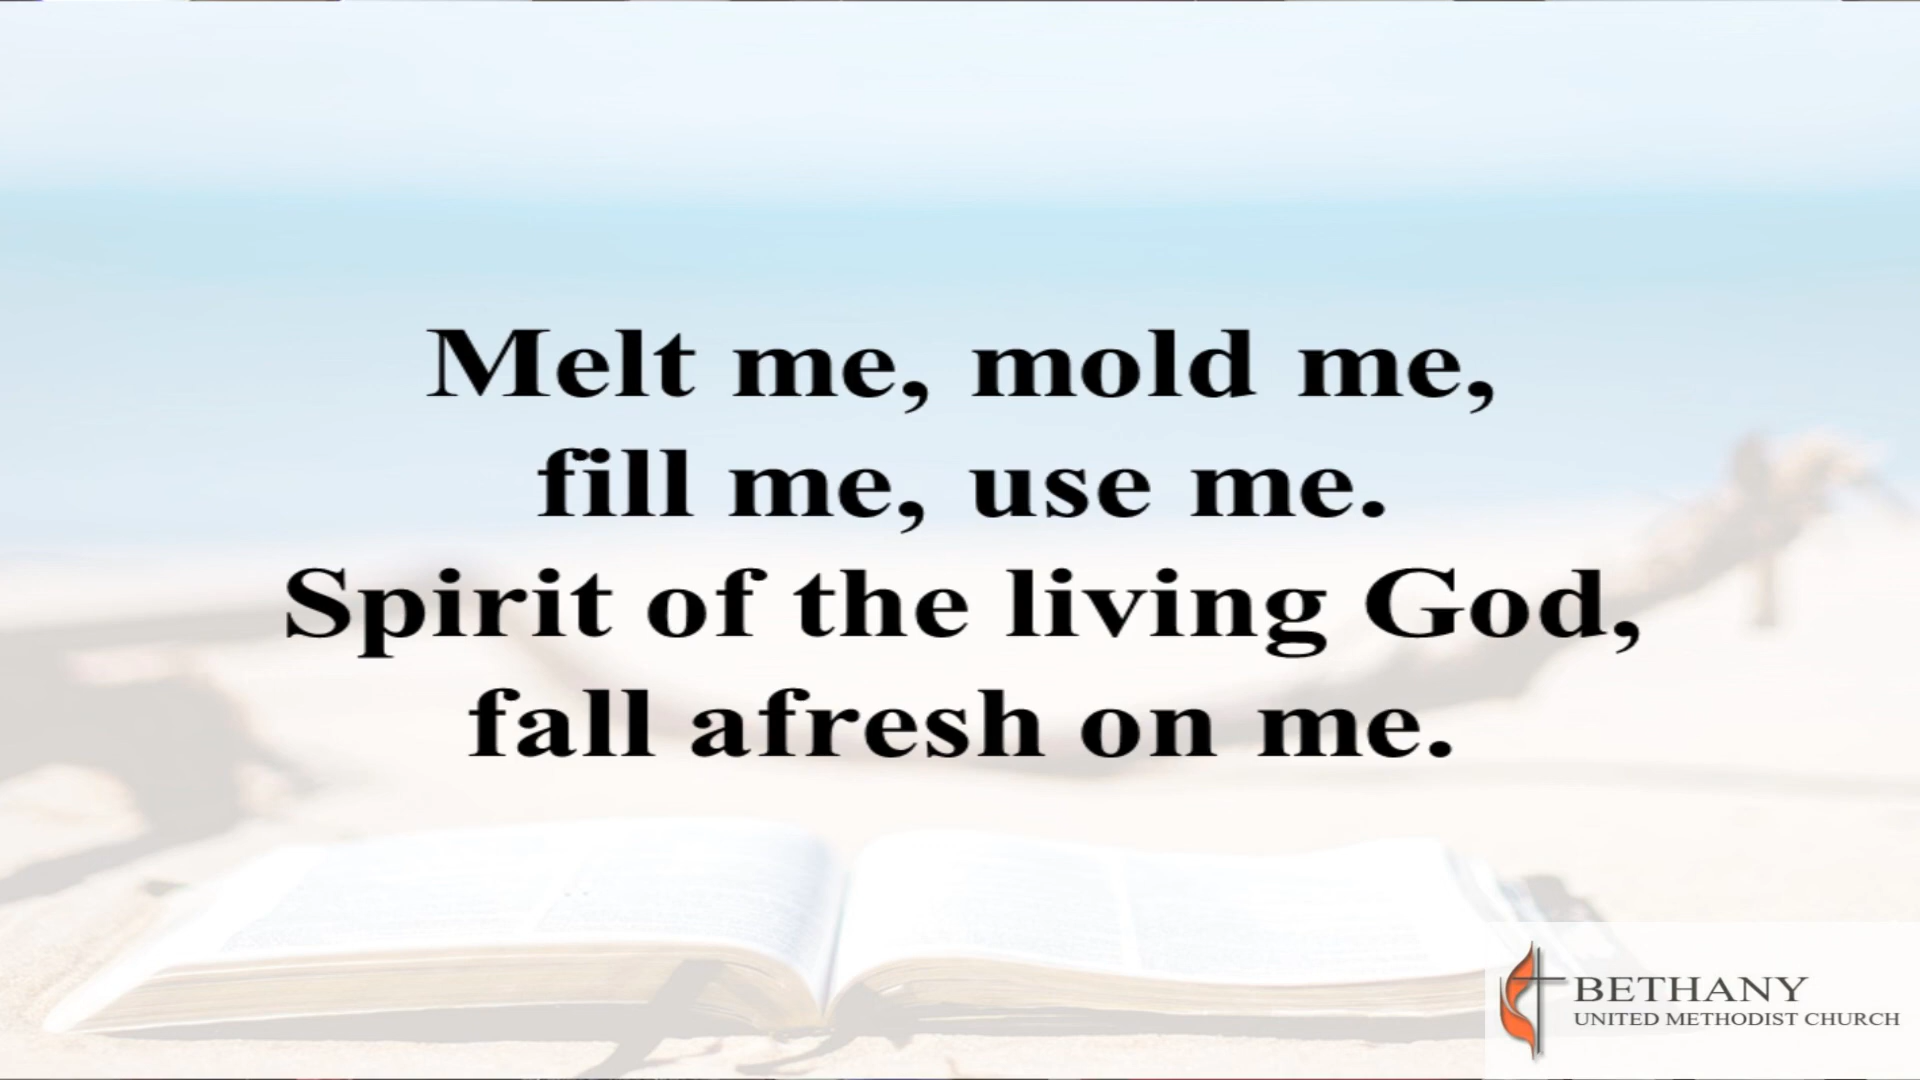 Melt me, mold me,
fill me, use me.
Spirit of the living God,
fall afresh on me.
BETHANY
UNITED METHODIST CHURCH